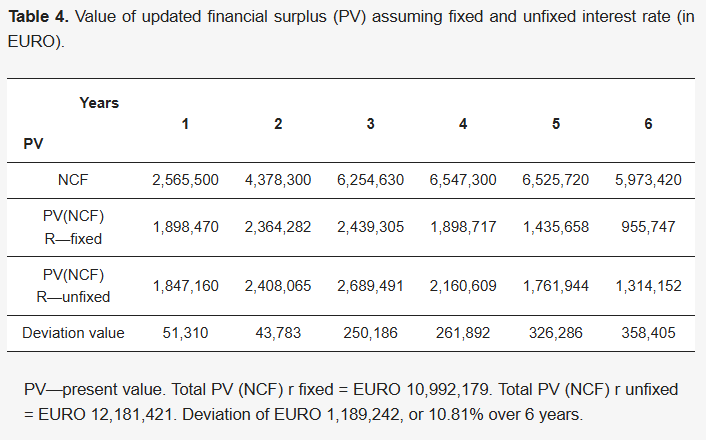 Table 4. Value of updated financial surplus (PV) assuming fixed and unfixed interest rate (in
EURO).
Years
PV
1 2 3 4 5 6
NCF 2,565,500 4,378,300 6,254,630 6,547,300 6,525,720 5,973,420
PV(NCF)
R—fixed
1,898,470 2,364,282 2,439,305 1,898,717 1,435,658 955,747
PV(NCF)
R—unfixed
1,847,160 2,408,065 2,689,491 2,160,609 1,761,944 1,314,152
Deviation value 51,310 43,783 250,186 261,892 326,286 358,405
PV—present value. Total PV (NCF) r fixed = EURO 10,992,179. Total PV (NCF) r unfixed
= EURO 12,181,421. Deviation of EURO 1,189,242, or 10.81% over 6 years.